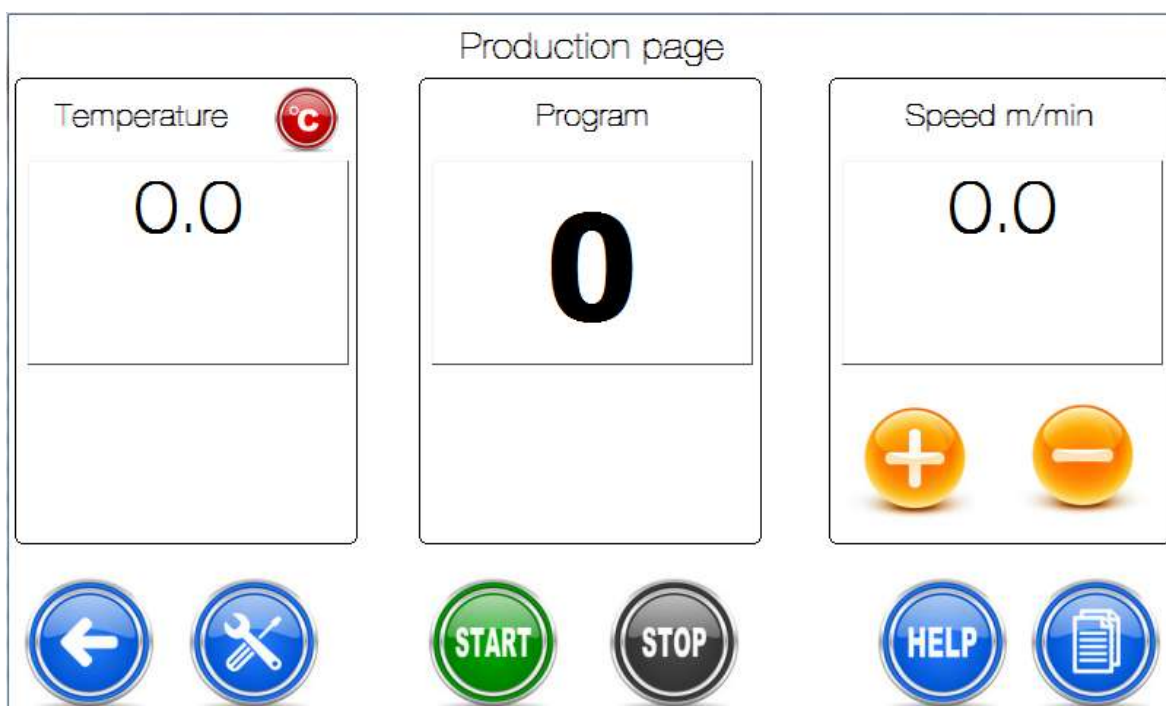 Production page
Temperature
°C
Program
Speed m/min
0.0
0
0.0
START
STOP
HELP